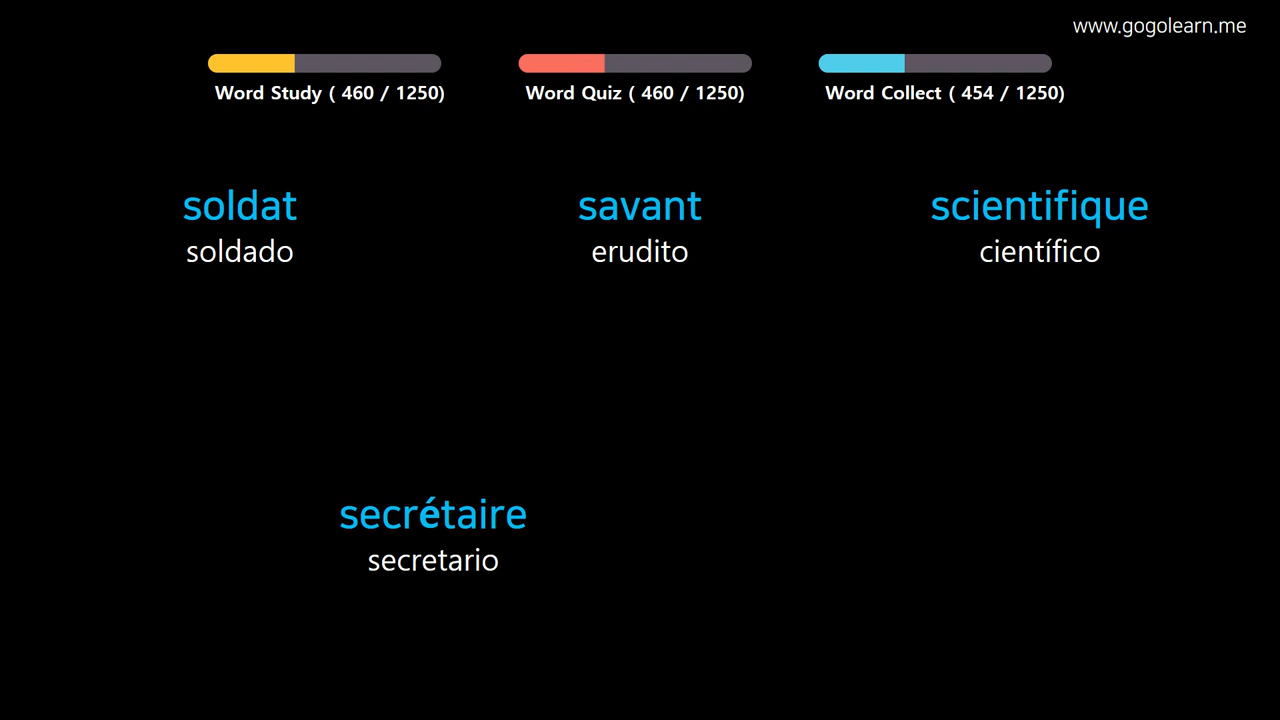 www.gogolearn.me
Word Study ( 460 / 1250)
Word Quiz ( 460 / 1250)
Word Collect ( 454 / 1250)
soldat
soldado
savant
erudito
scientifique
científico
secrétaire
secretario